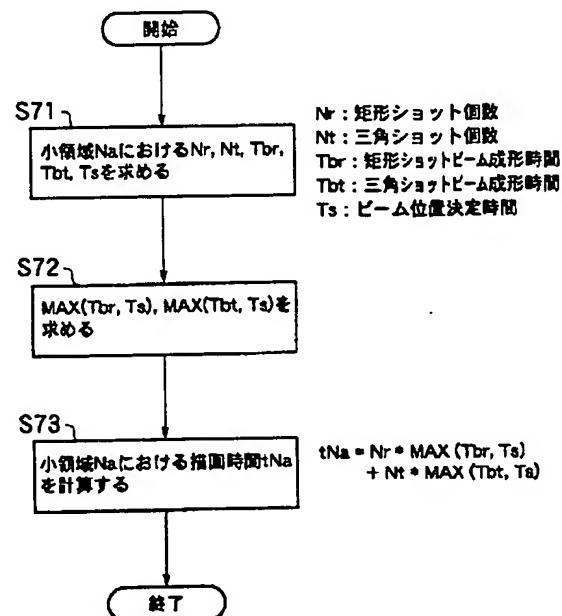 開始
S71
小領域NaにおけるNr, Nt, Tbr,
Tbt, Tsを求める
Nr：矩形ショット個数
Nt：三角ショット個数
Tbr：矩形ショットビーム成形時間
Tbt：三角ショットビーム成形時間
Ts：ビーム位置決定時間
S72
MAX(Tbr, Ts), MAX(Tbt, Ts)を
求める
S73
小領域Naにおける描画時間tNa
を計算する
tNa = Nr * MAX (Tbr, Ts)
+ Nt * MAX (Tbt, Ts)
終了